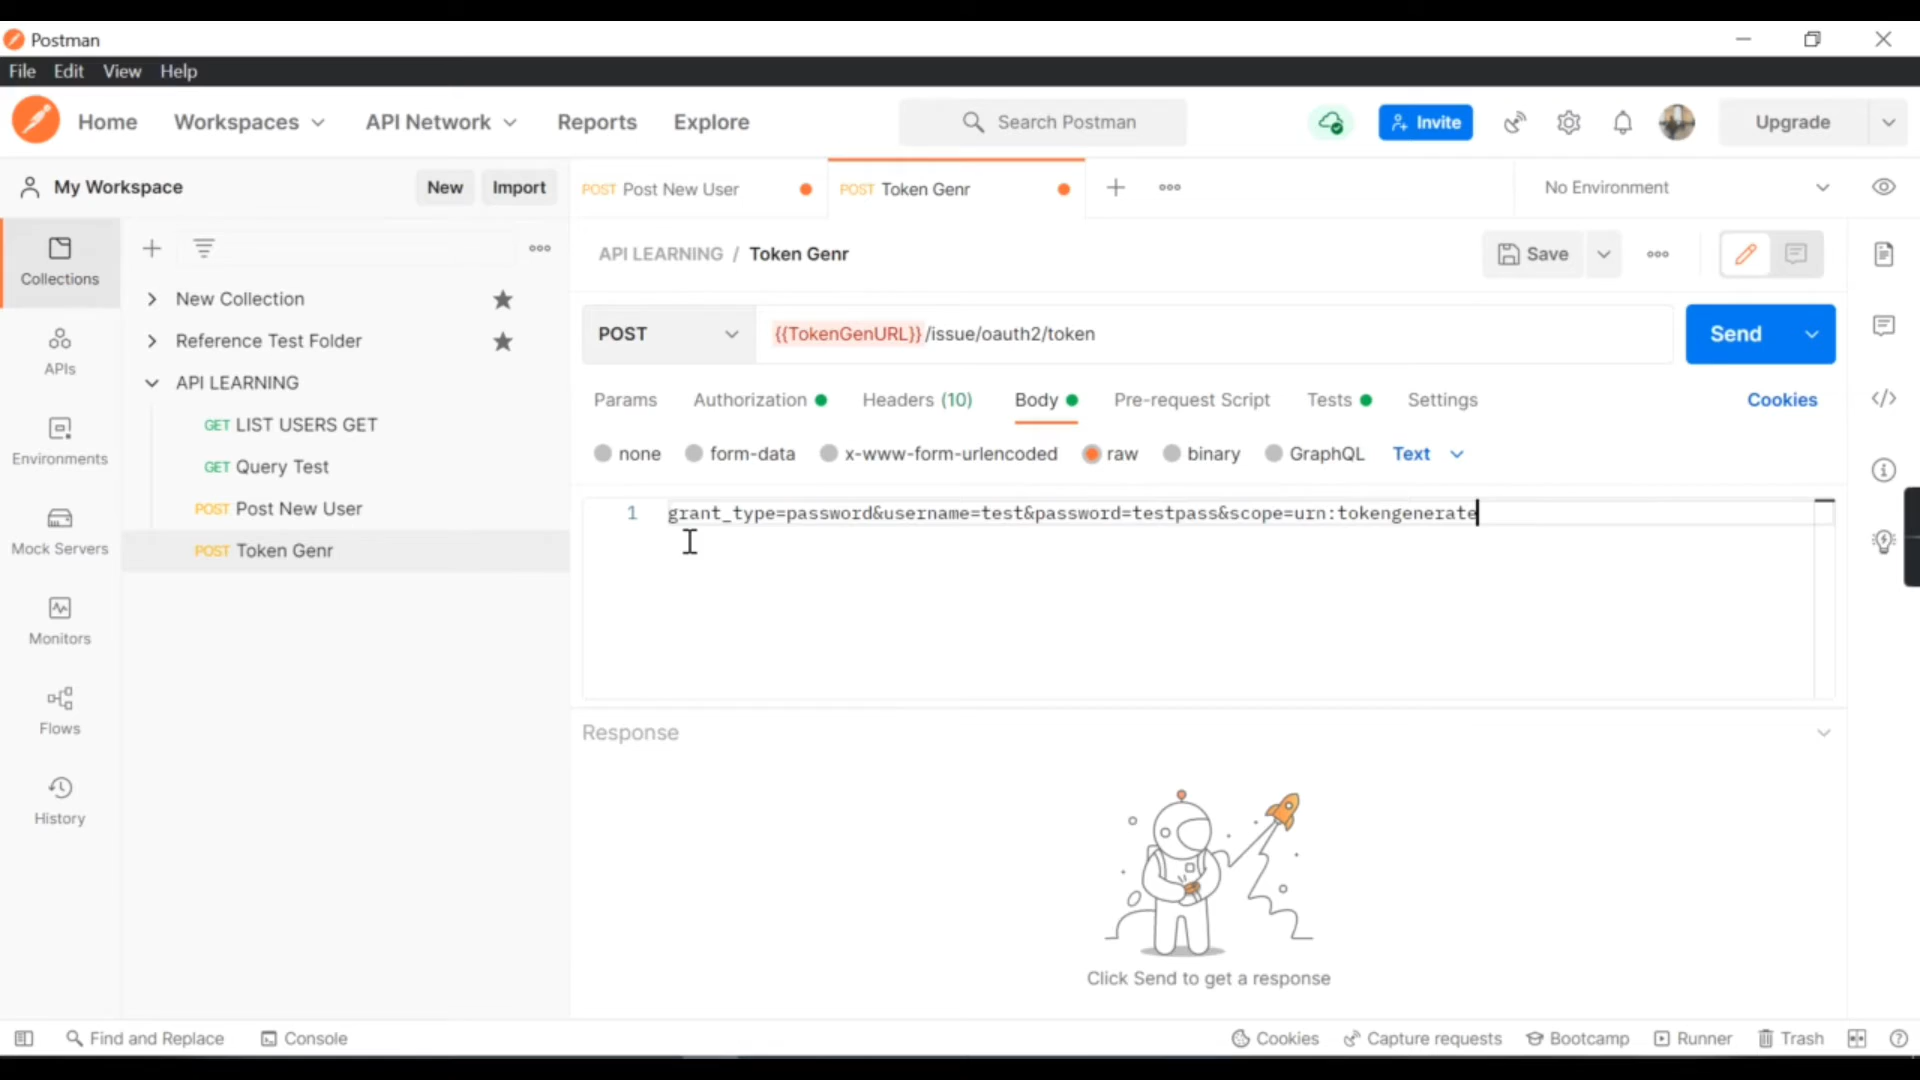 Postman
File Edit View Help
Home Workspaces API Network Reports Explore Search Postman Invite Upgrade
My Workspace New Import
POST Post New User POST Token Genr No Environment
Collections
APIs
Environments
Mock Servers
Monitors
Flows
History
New Collection
Reference Test Folder
API LEARNING
GET LIST USERS GET
GET Query Test
POST Post New User
POST Token Genr
API LEARNING / Token Genr Save
POST {{TokenGenURL}}/issue/oauth2/token Send
Params Authorization Headers (10) Body Pre-request Script Tests Settings Cookies
none form-data x-www-form-urlencoded raw binary GraphQL Text
1 grant_type=password&username=test&password=testpass&scope=urn:tokengenerate
Response
Click Send to get a response
Find and Replace Console Cookies Capture requests Bootcamp Runner Trash